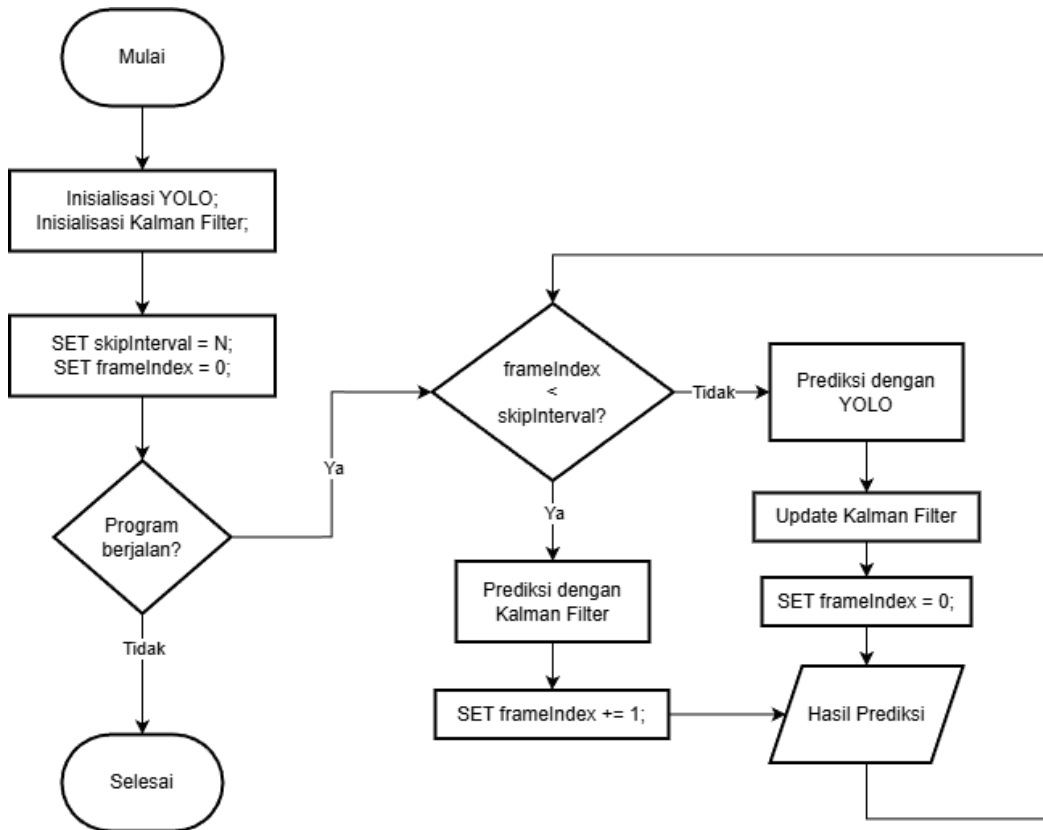 Mulai
Inisialisasi YOLO;
Inisialisasi Kalman Filter;
SET skipInterval = N;
SET frameIndex = 0;
Program
berjalan?
Ya
Tidak
Selesai
frameIndex
<
skipInterval?
Tidak
Ya
Prediksi dengan
Kalman Filter
SET frameIndex += 1;
Prediksi dengan
YOLO
Update Kalman Filter
SET frameIndex = 0;
Hasil Prediksi